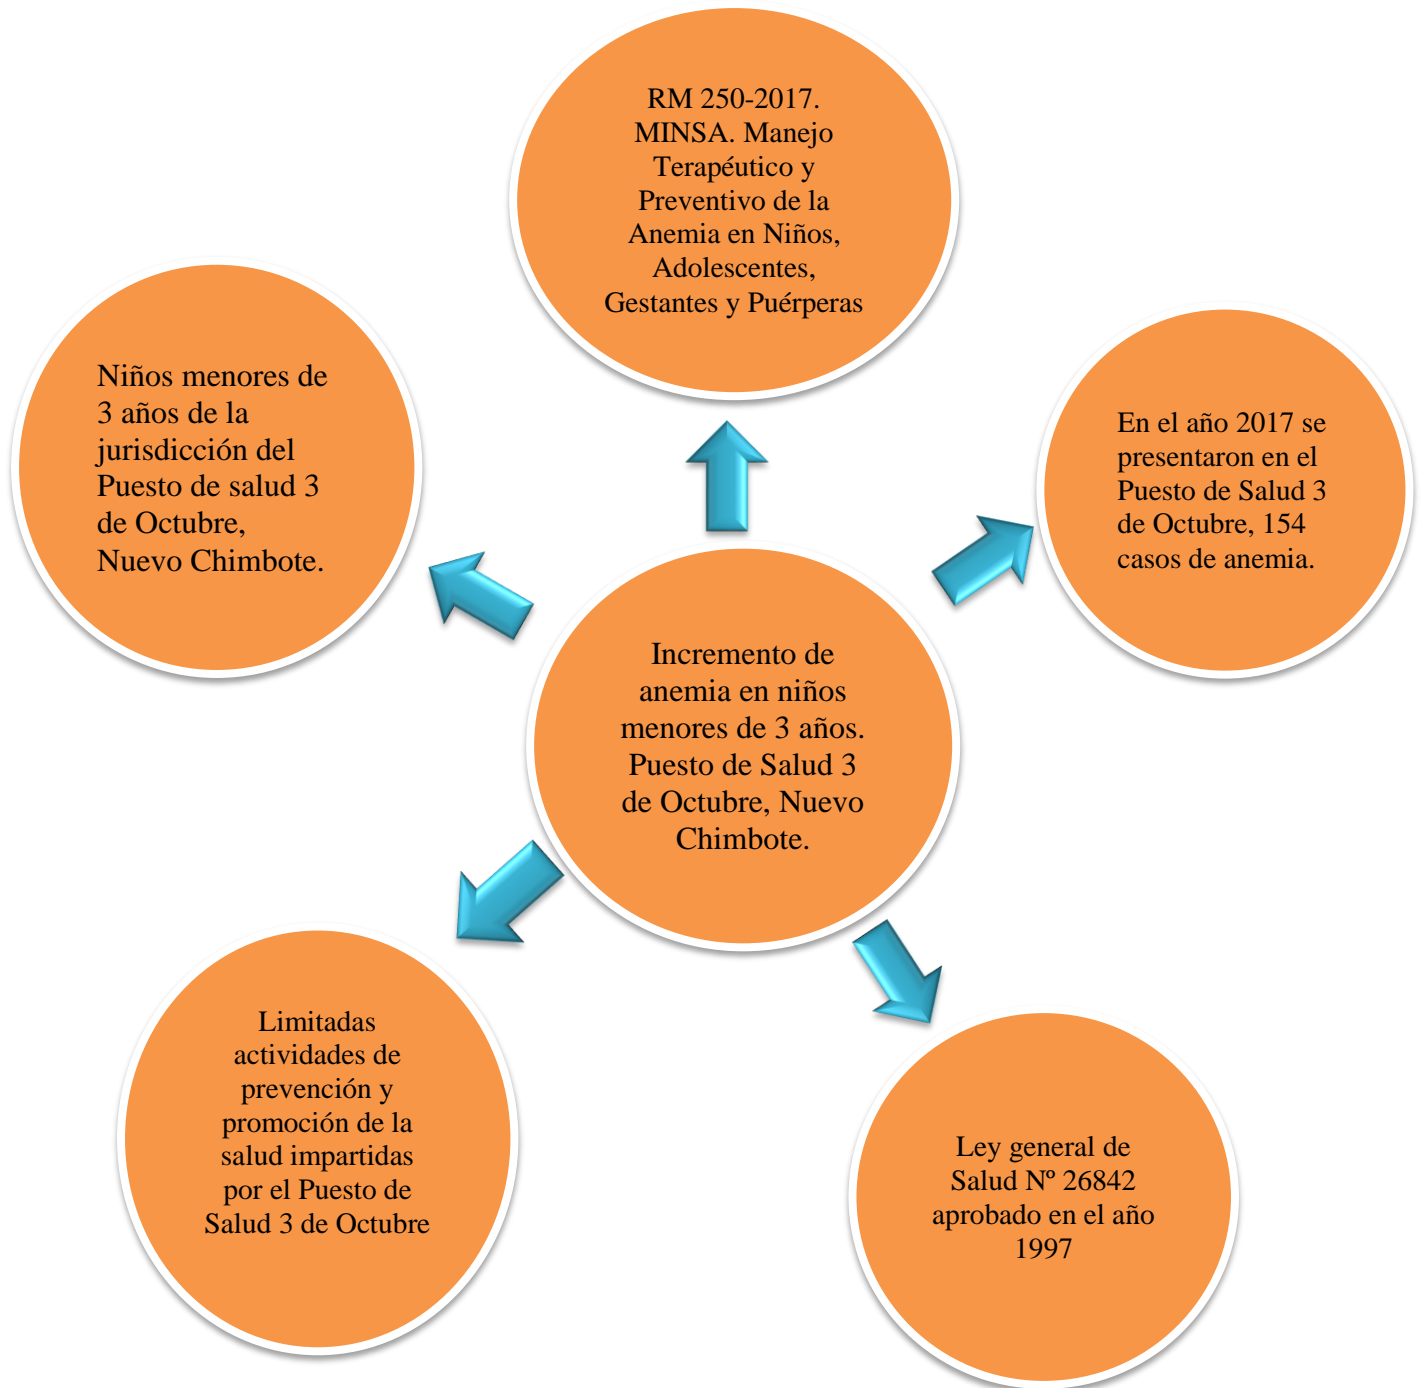 RM 250-2017.
MINSA. Manejo
Terapéutico y
Preventivo de la
Anemia en Niños,
Adolescentes,
Gestantes y Puérperas
Niños menores de
3 años de la
jurisdicción del
Puesto de salud 3
de Octubre,
Nuevo Chimbote.
En el año 2017 se
presentaron en el
Puesto de Salud 3
de Octubre, 154
casos de anemia.
Incremento de
anemia en niños
menores de 3 años.
Puesto de Salud 3
de Octubre, Nuevo
Chimbote.
Limitadas
actividades de
prevención y
promoción de la
salud impartidas
por el Puesto de
Salud 3 de Octubre
Ley general de
Salud Nº 26842
aprobado en el año
1997